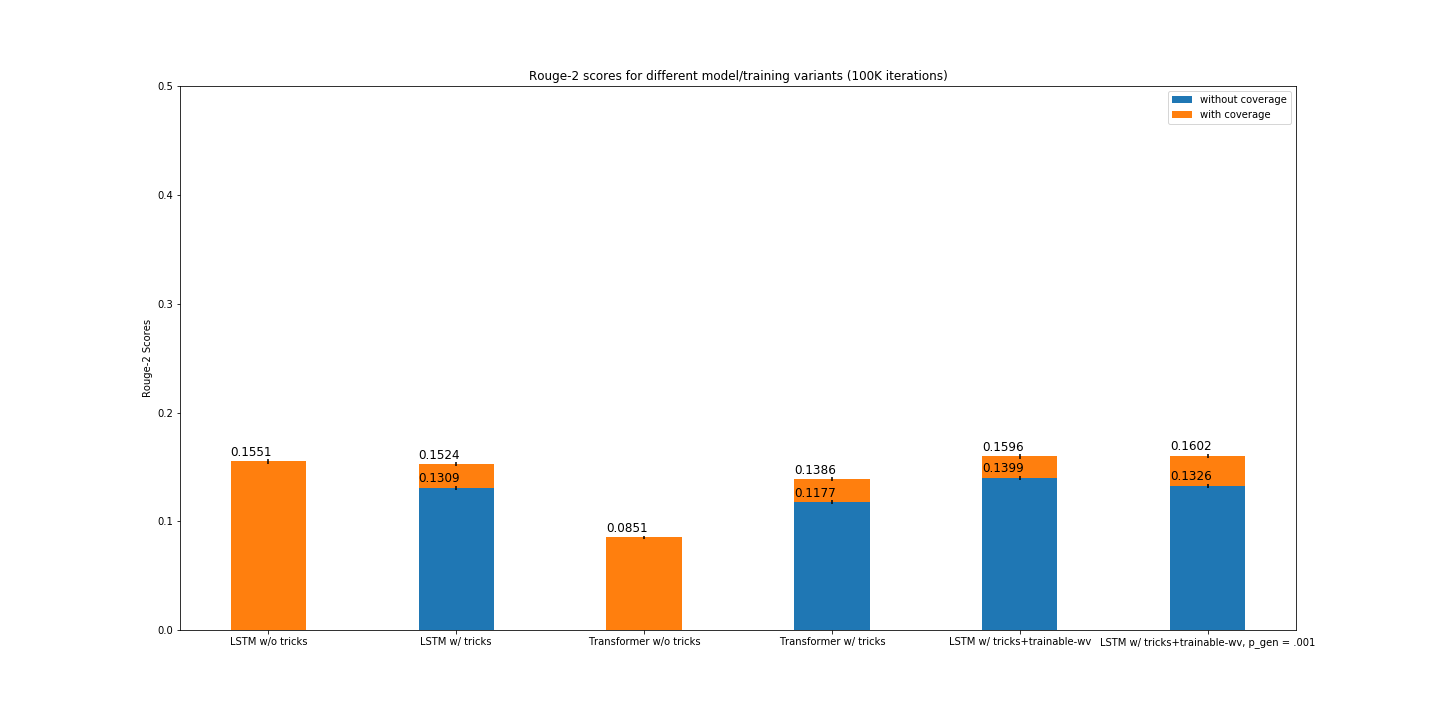 Rouge-2 scores for different model/training variants (100K iterations)
without coverage
with coverage
Rouge-2 Scores
0.5
0.4
0.3
0.2
0.1
0.0
0.1551
0.1524
0.1309
0.0851
0.1386
0.1177
0.1596
0.1399
0.1602
0.1326
LSTM w/o tricks
LSTM w/ tricks
Transformer w/o tricks
Transformer w/ tricks
LSTM w/ tricks+trainable-wv
LSTM w/ tricks+trainable-wv, p_gen = .001